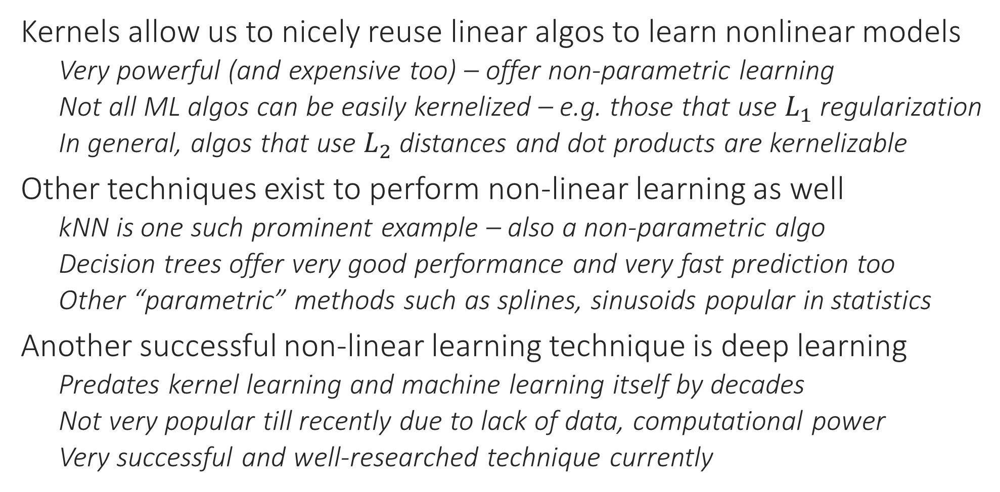 Kernels allow us to nicely reuse linear algos to learn nonlinear models
Very powerful (and expensive too) – offer non-parametric learning
Not all ML algos can be easily kernelized – e.g. those that use L₁ regularization
In general, algos that use L₂ distances and dot products are kernelizable
Other techniques exist to perform non-linear learning as well
kNN is one such prominent example – also a non-parametric algo
Decision trees offer very good performance and very fast prediction too
Other “parametric” methods such as splines, sinusoids popular in statistics
Another successful non-linear learning technique is deep learning
Predates kernel learning and machine learning itself by decades
Not very popular till recently due to lack of data, computational power
Very successful and well-researched technique currently